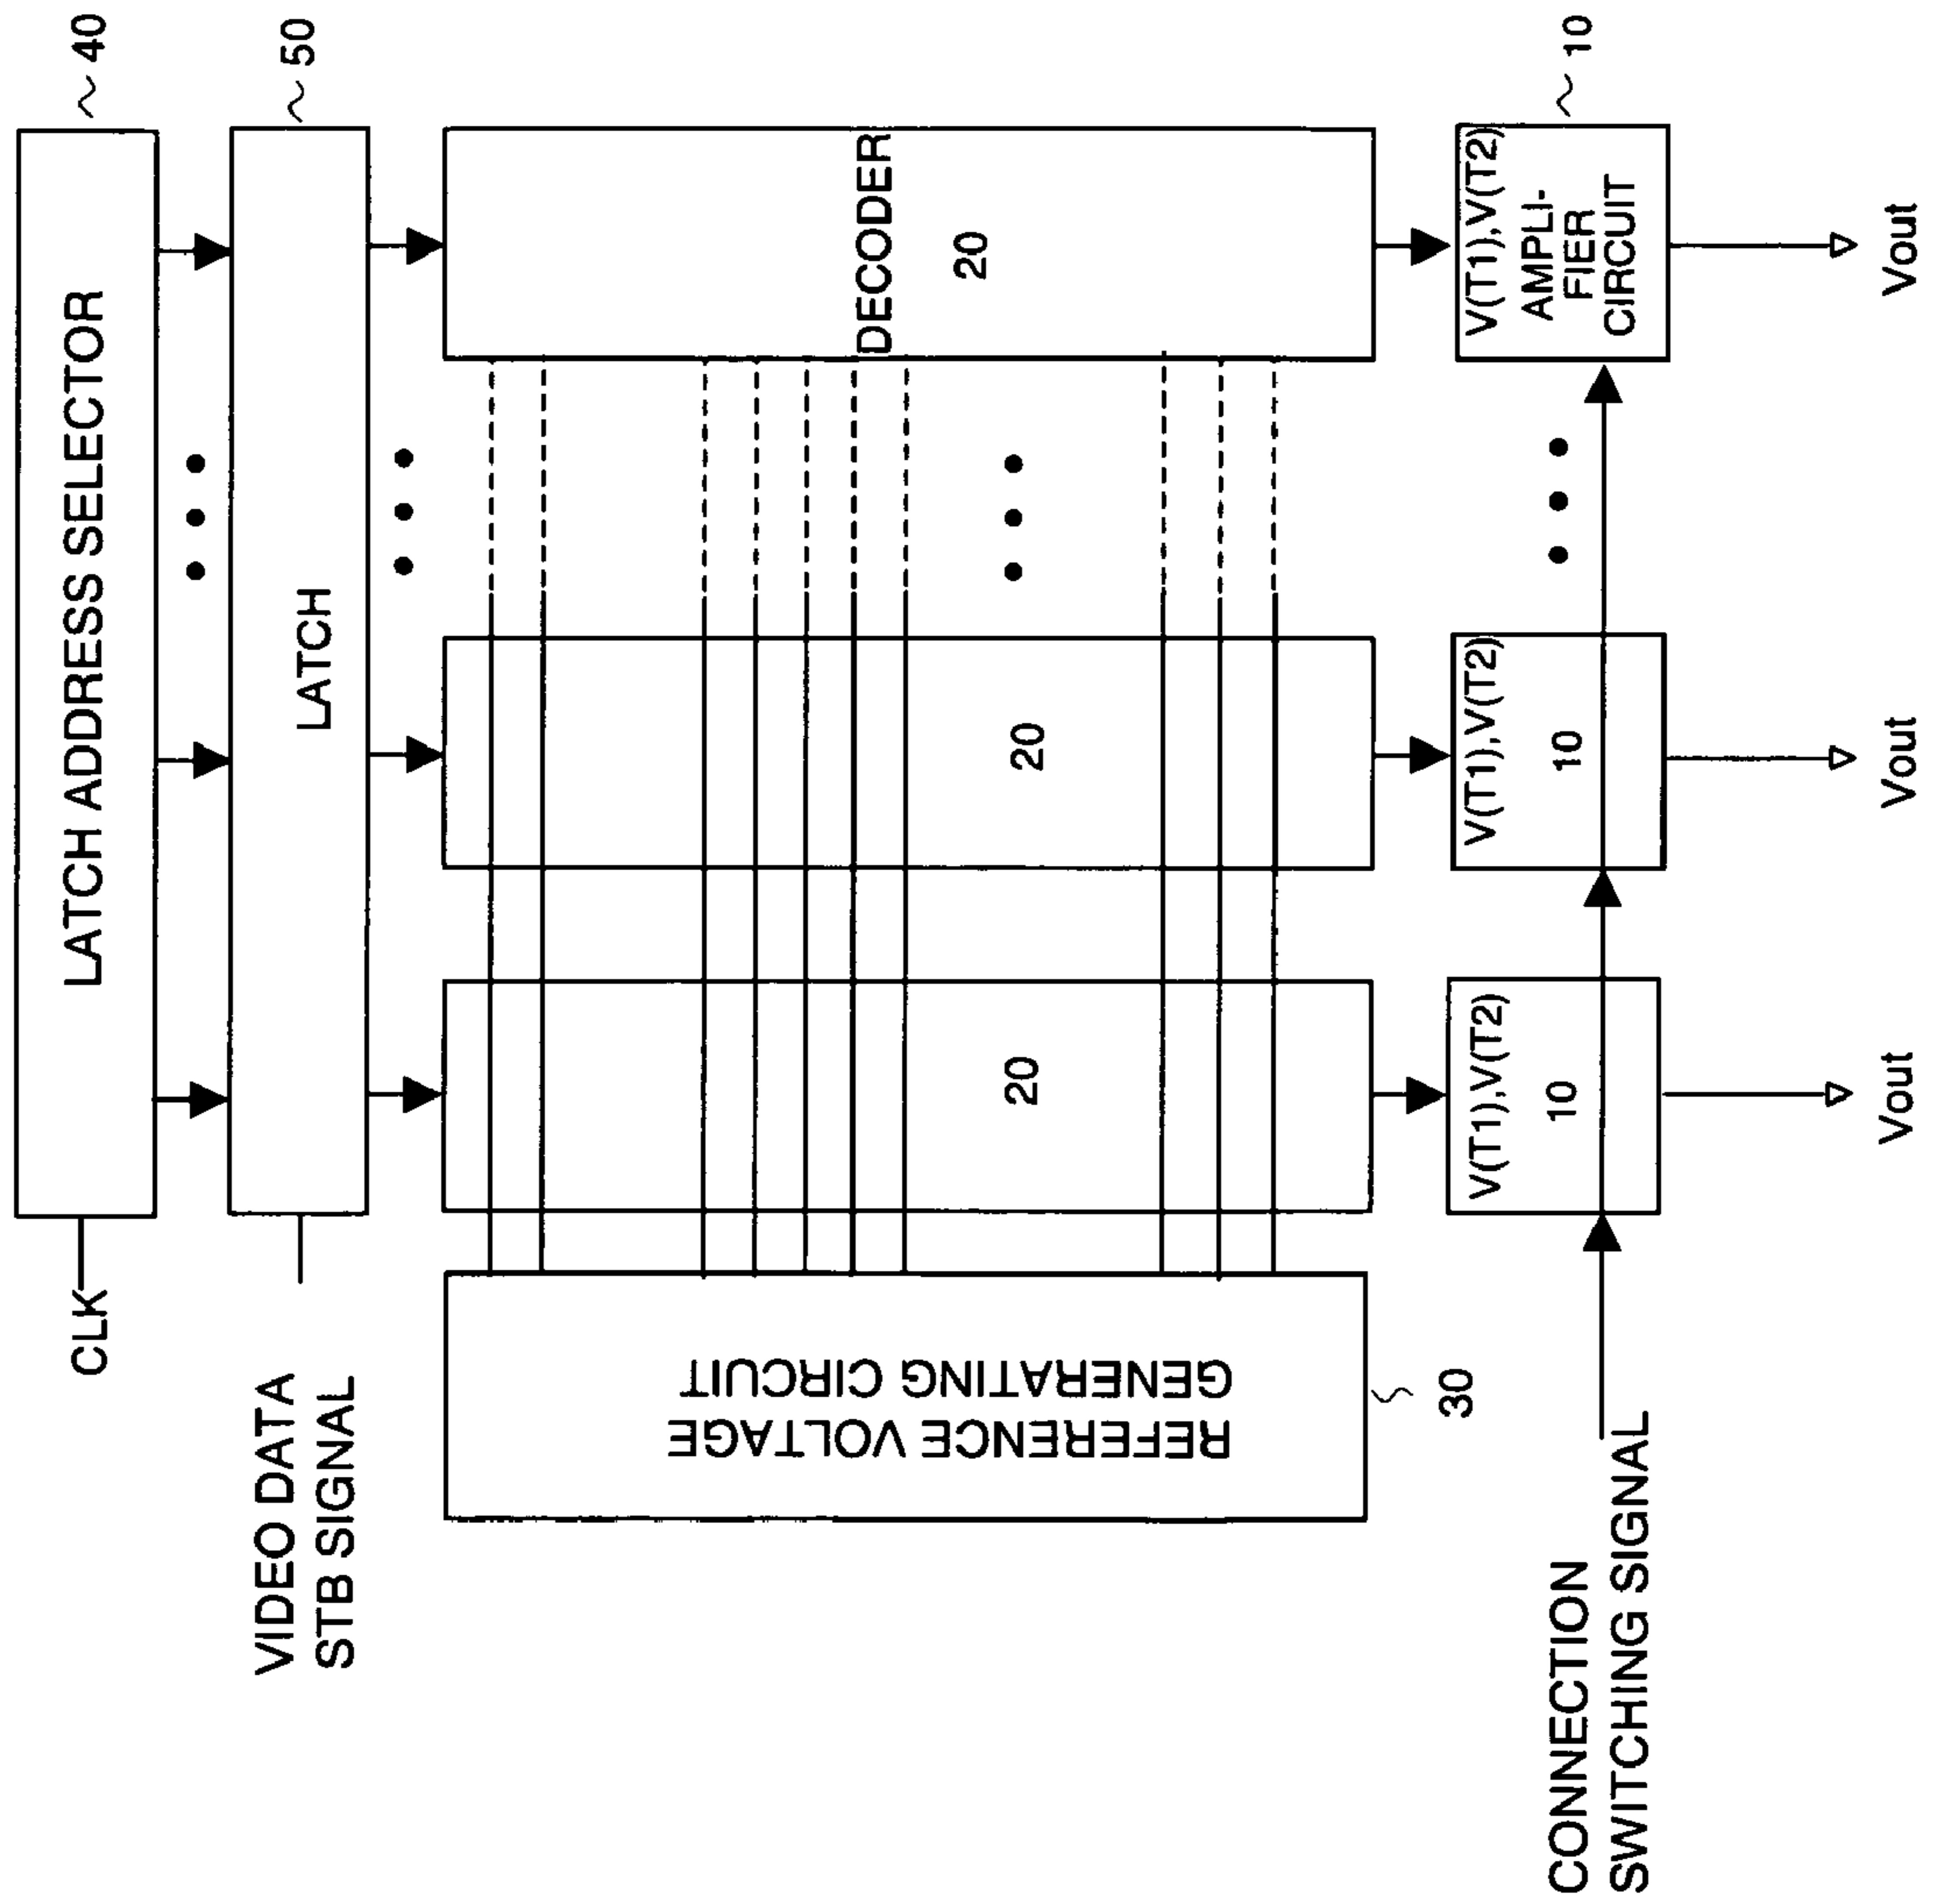 LATCH ADDRESS SELECTOR
40
CLK
LATCH
50
VIDEO DATA
STB SIGNAL
REFERENCE VOLTAGE
GENERATING CIRCUIT
30
20
20
DECODER
20
V(T1),V(T2)
10
V(T1),V(T2)
10
V(T1),V(T2)
AMPLI-
FIER
CIRCUIT
10
CONNECTION
SWITCHING SIGNAL
Vout
Vout
Vout